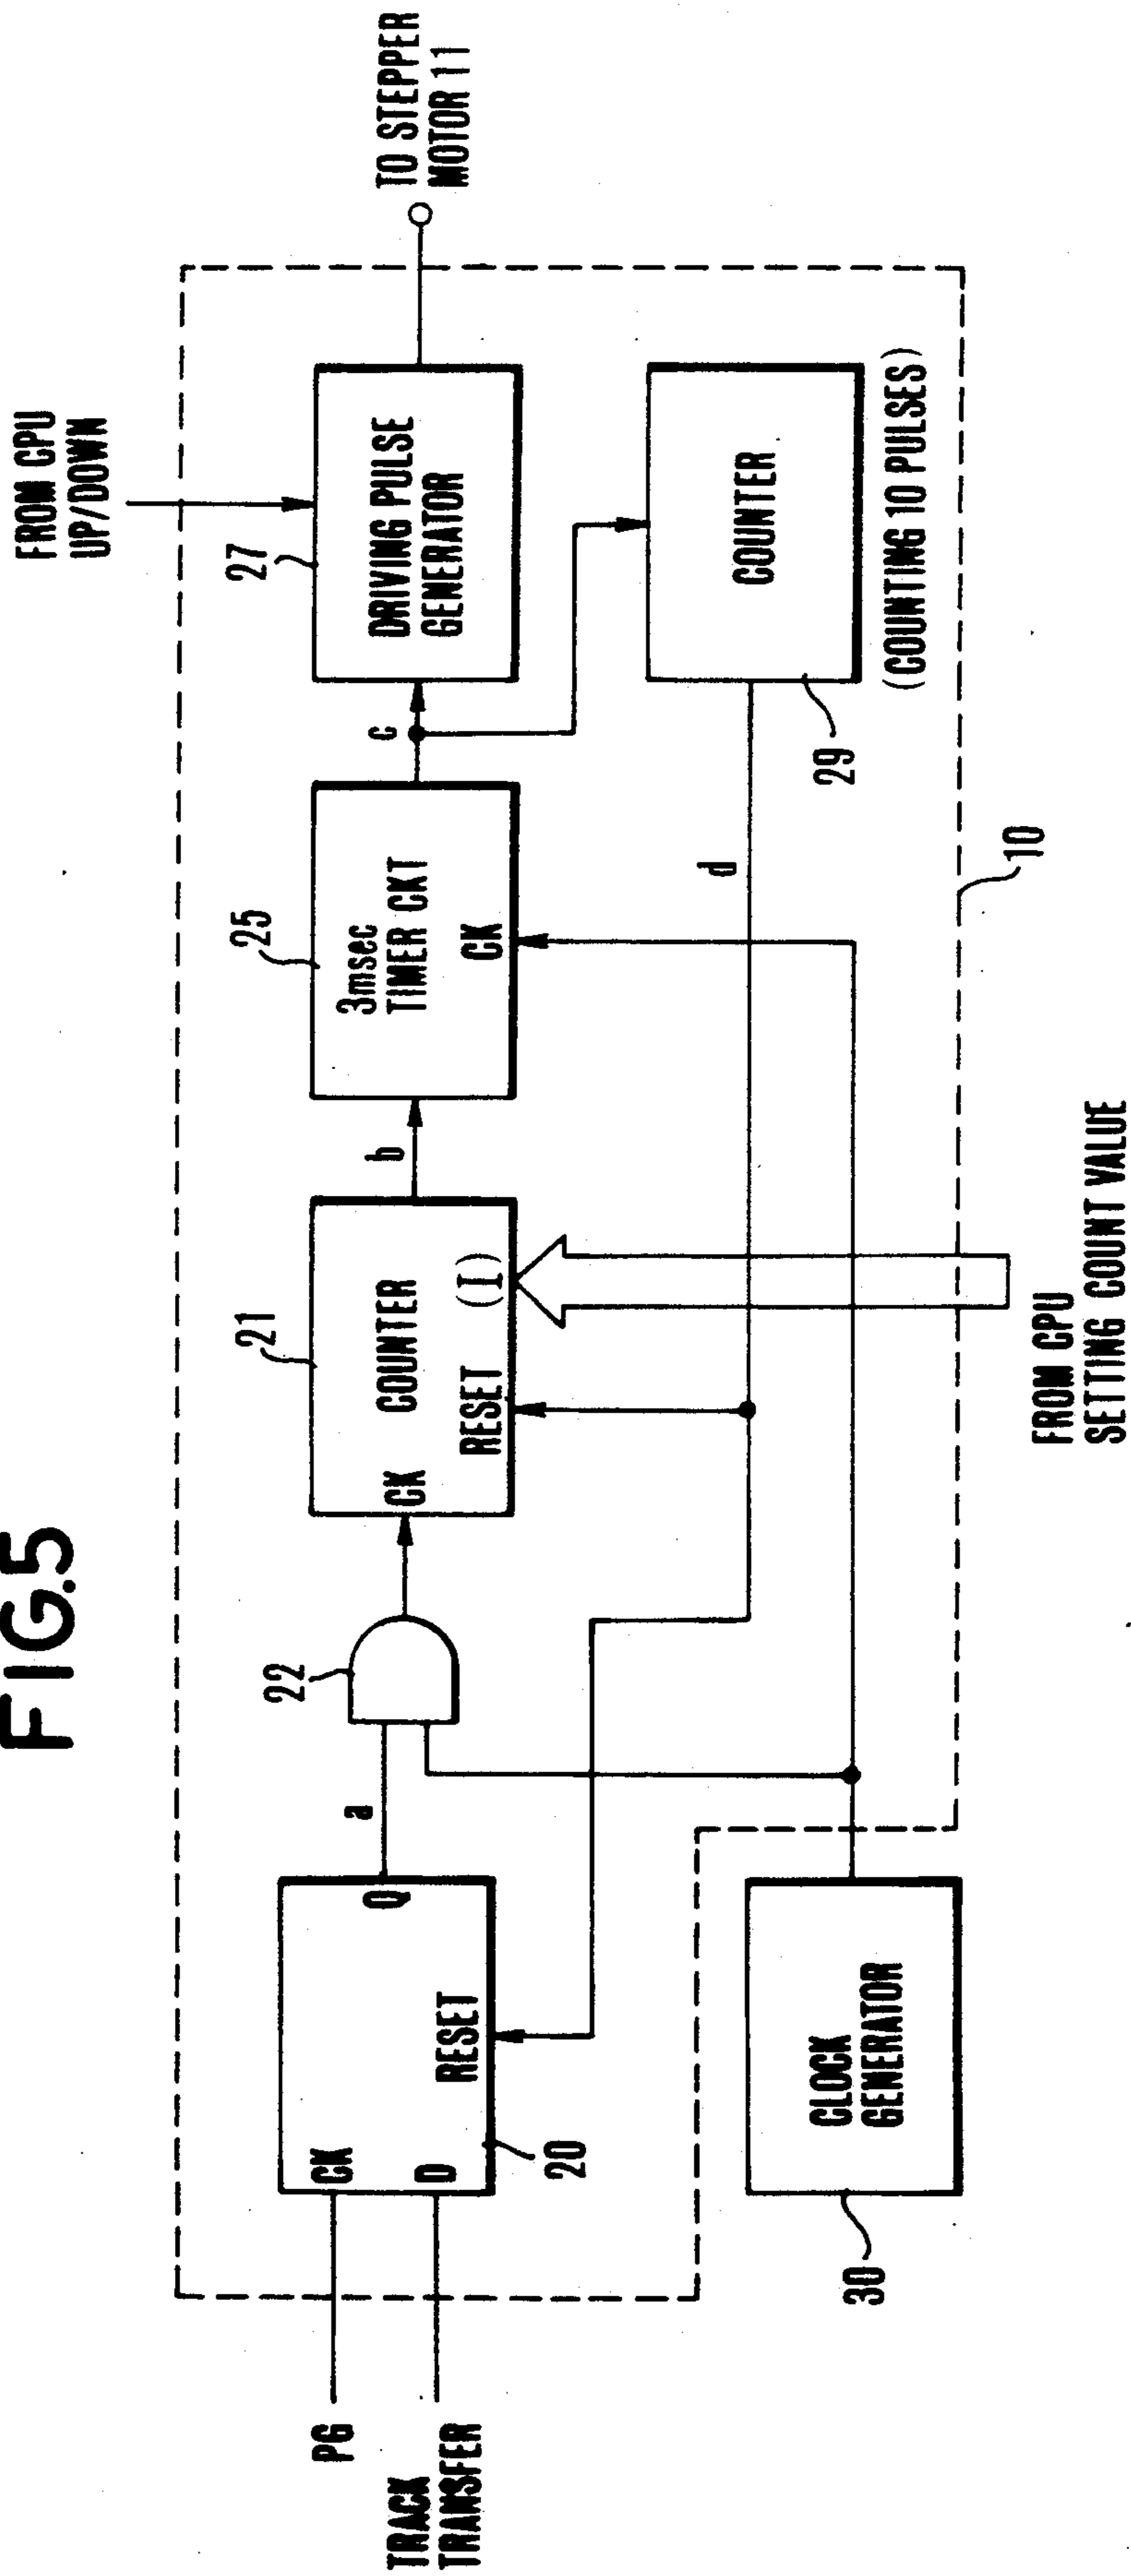 FIG.5
FROM CPU
UP/DOWN
PG
TRACK
TRANSFER
CK
D
Q
RESET
20
a
22
CK
COUNTER
RESET
(I)
21
b
3msec
TIMER CKT
CK
25
c
DRIVING PULSE
GENERATOR
27
TO STEPPER
MOTOR 11
COUNTER
29
(COUNTING 10 PULSES)
d
10
CLOCK
GENERATOR
30
FROM CPU
SETTING COUNT VALUE